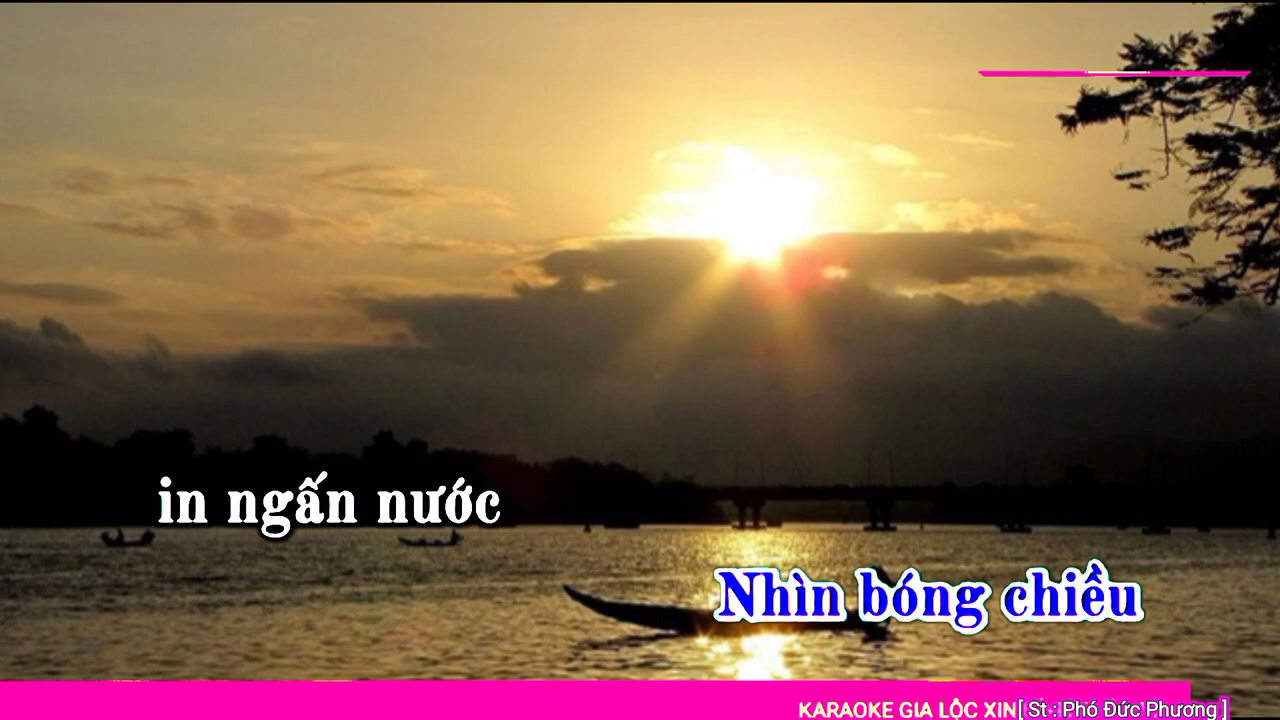 in ngấn nước
Nhìn bóng chiều
KARAOKE GIA LỘC XIN
[ St : Phó Đức Phương ]